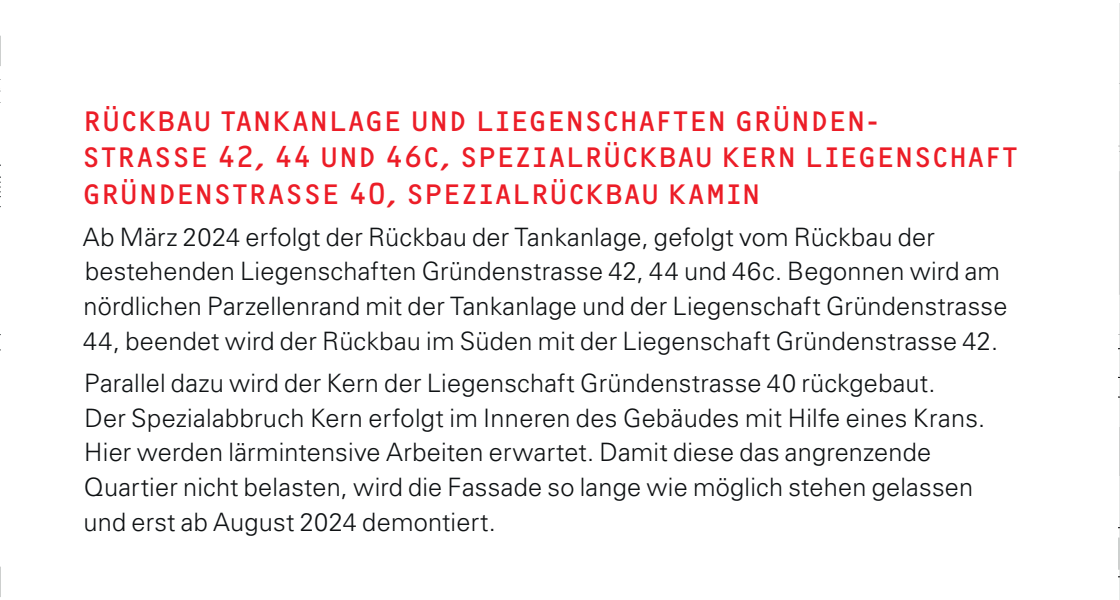 RÜCKBAU TANKANLAGE UND LIEGENSCHAFTEN GRÜNDEN-
STRASSE 42, 44 UND 46C, SPEZIALRÜCKBAU KERN LIEGENSCHAFT
GRÜNDENSTRASSE 40, SPEZIALRÜCKBAU KAMIN
Ab März 2024 erfolgt der Rückbau der Tankanlage, gefolgt vom Rückbau der
bestehenden Liegenschaften Gründenstrasse 42, 44 und 46c. Begonnen wird am
nördlichen Parzellenrand mit der Tankanlage und der Liegenschaft Gründenstrasse
44, beendet wird der Rückbau im Süden mit der Liegenschaft Gründenstrasse 42.
Parallel dazu wird der Kern der Liegenschaft Gründenstrasse 40 rückgebaut.
Der Spezialabbruch Kern erfolgt im Inneren des Gebäudes mit Hilfe eines Krans.
Hier werden lärmintensive Arbeiten erwartet. Damit diese das angrenzende
Quartier nicht belasten, wird die Fassade so lange wie möglich stehen gelassen
und erst ab August 2024 demontiert.